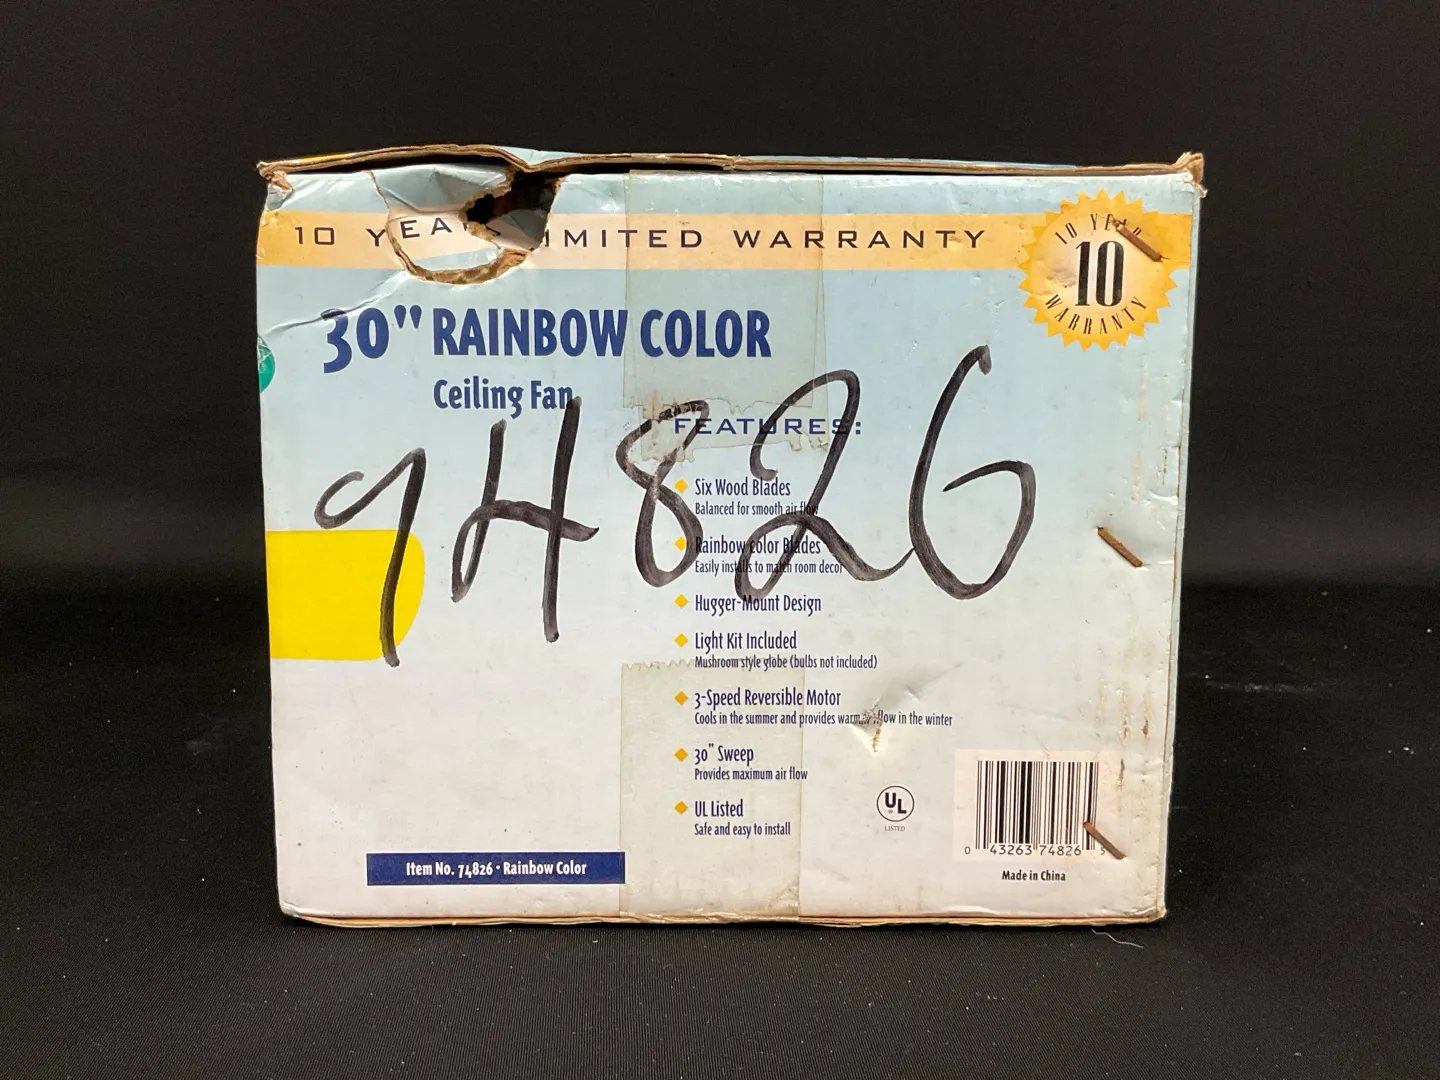 10 YEAR LIMITED WARRANTY
10 YEAR
10
WARRANTY
30" RAINBOW COLOR
Ceiling Fan
74826
FEATURES:
Six Wood Blades
Balanced for smooth air flow
Rainbow color Blades
Easily installs to match room decor
Hugger-Mount Design
Light Kit Included
Mushroom style globe (bulbs not included)
3-Speed Reversible Motor
Cools in the summer and provides warm flow in the winter
30" Sweep
Provides maximum air flow
UL Listed
Safe and easy to install
UL
LISTED
Item No. 74826 · Rainbow Color
0 43263 74826 5
Made in China